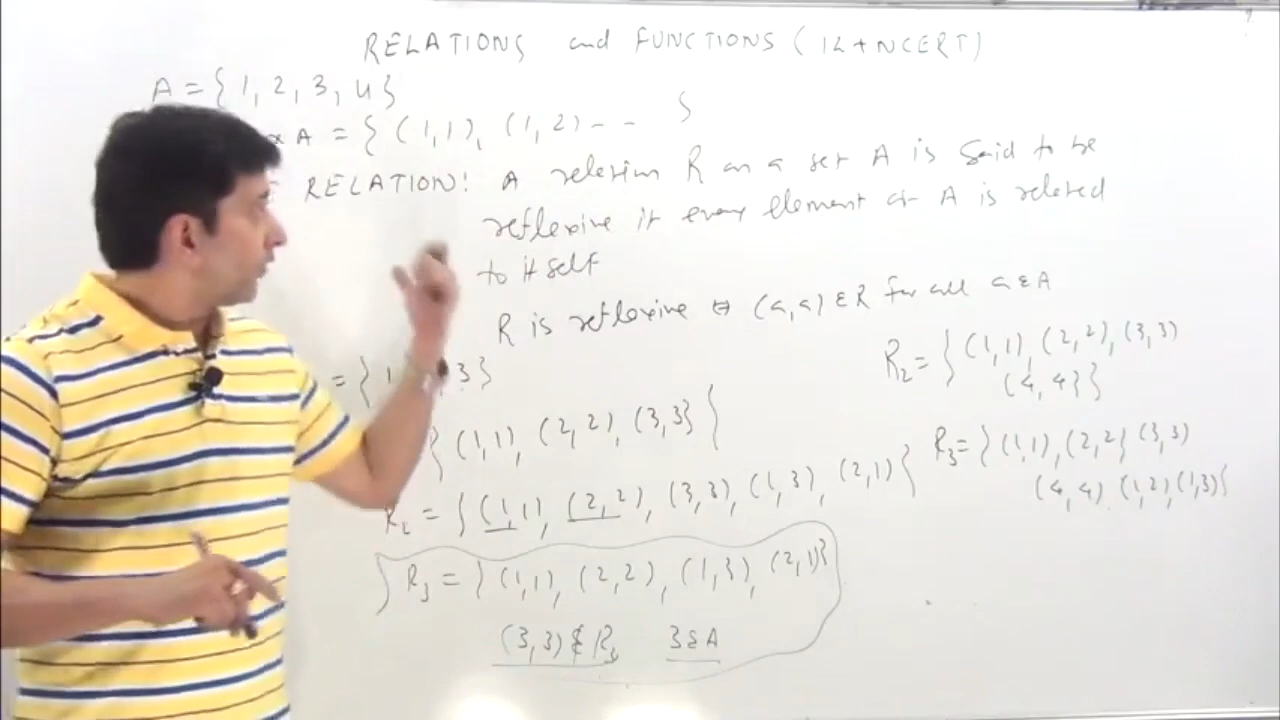 RELATIONS and FUNCTIONS (12 + NCERT)
A = {1, 2, 3, 4}
x A = { (1,1), (1,2) - - }
RELATION: A relation R on a set A is said to be
reflexive if every element of A is related
to itself
R is reflexive ⇔ (a,a) ∈ R for all a ∈ A
= {1 3}
{ (1,1), (2,2), (3,3) }
R2 = { (1,1), (2,2), (3,3), (1,3), (2,1) }
R3 = { (1,1), (2,2), (1,3), (2,1) }
(3,3) ∉ R3 3 ∈ A
R2 = { (1,1), (2,2), (3,3)
(4,4) }
R3 = { (1,1), (2,2) (3,3)
(4,4) (1,2), (1,3) }